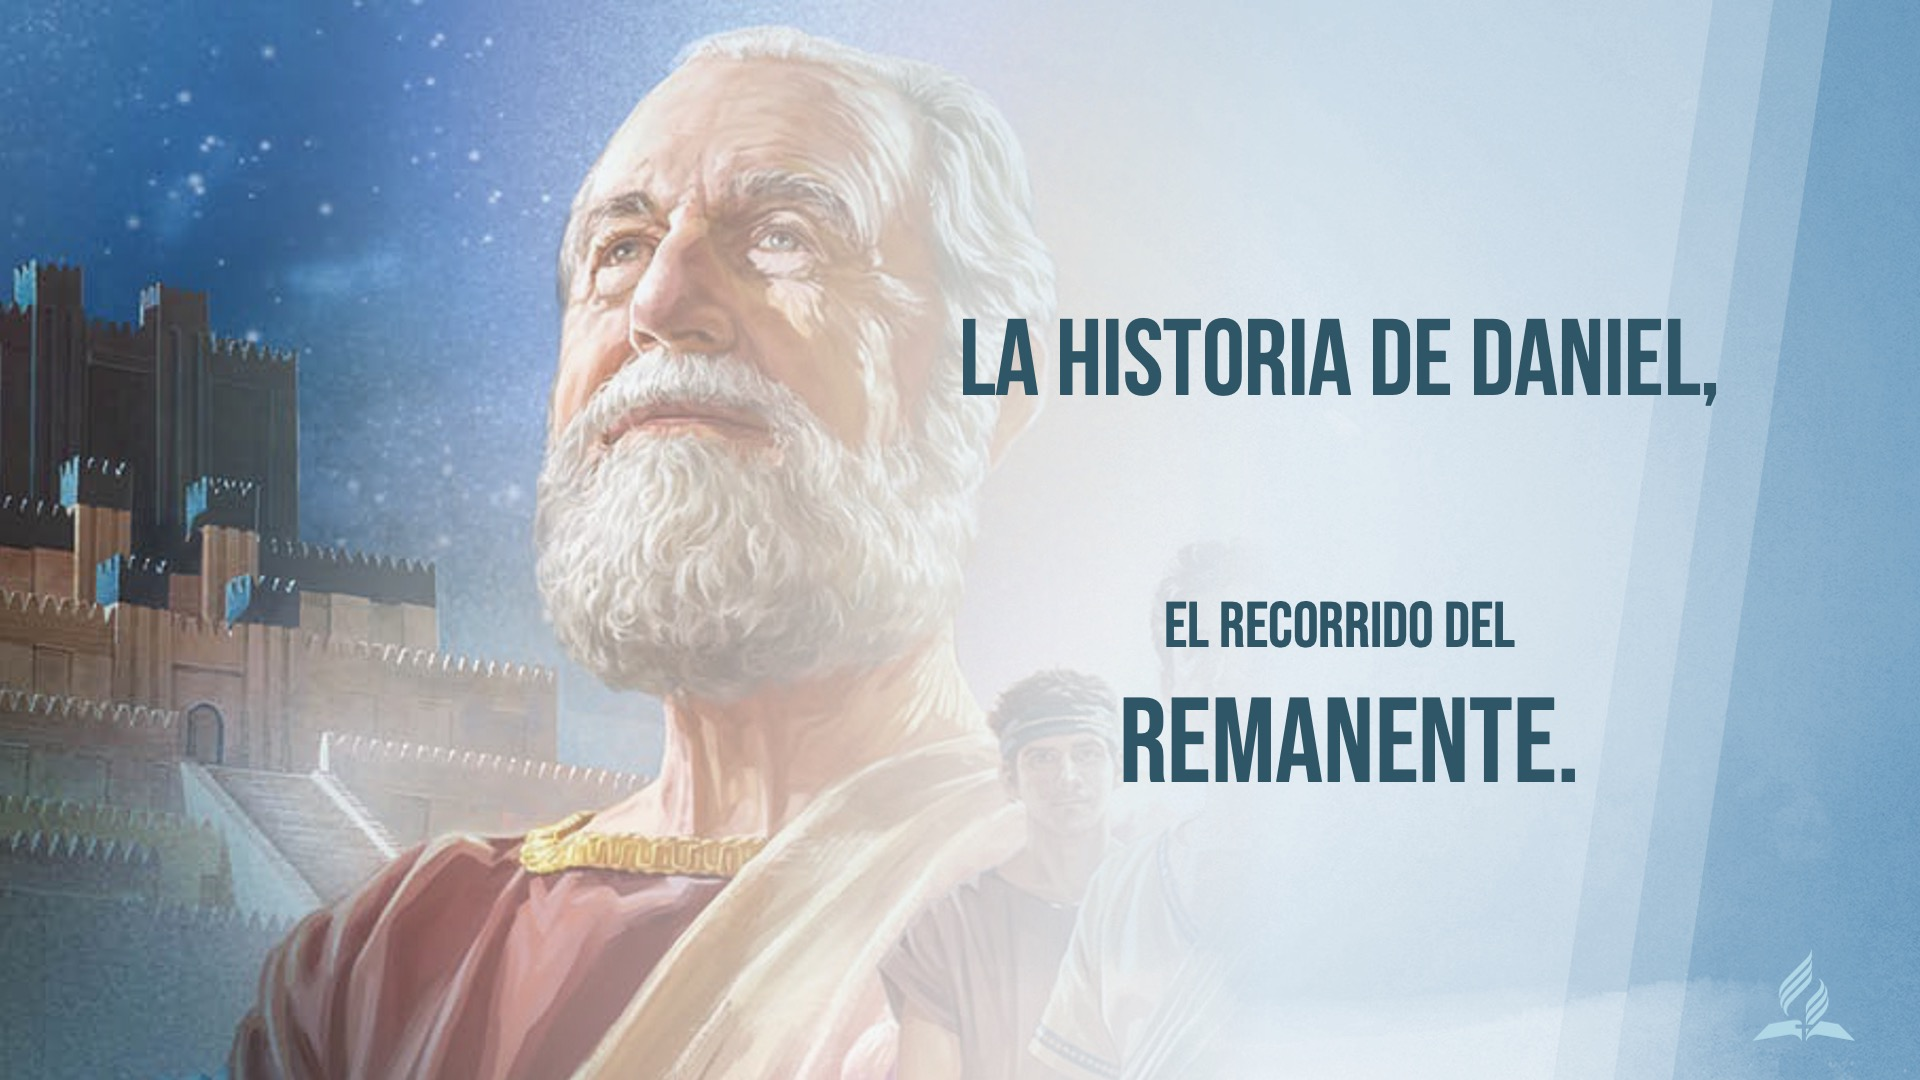 LA HISTORIA DE DANIEL,
EL RECORRIDO DEL
REMANENTE.